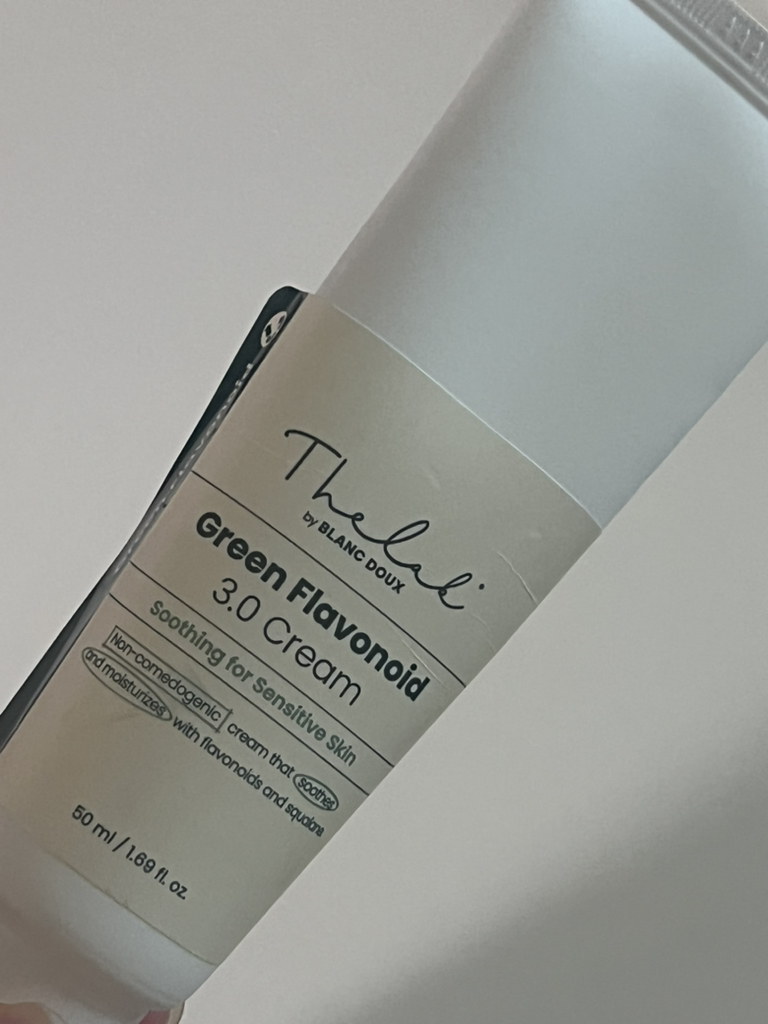 Thelab
by BLANC DOUX
Green Flavonoid
3.0 Cream
Soothing for Sensitive Skin
Non-comedogenic cream that soothes
and moisturizes with flavonoids and squalane
50 ml / 1.69 fl. oz.